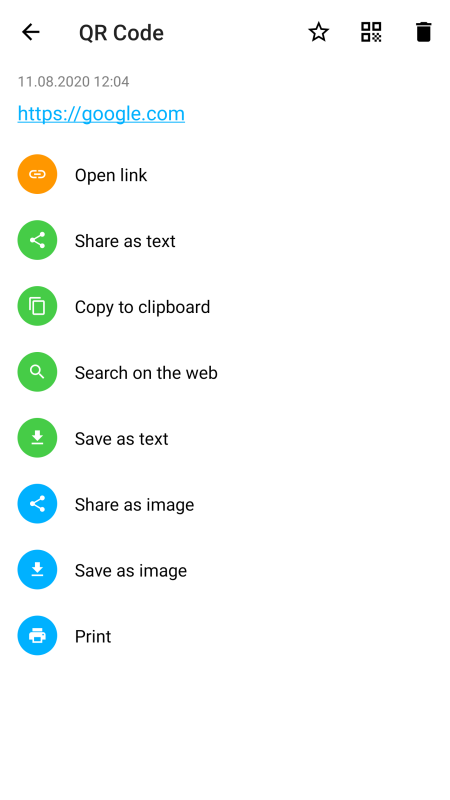 QR Code
11.08.2020 12:04
https://google.com
Open link
Share as text
Copy to clipboard
Search on the web
Save as text
Share as image
Save as image
Print